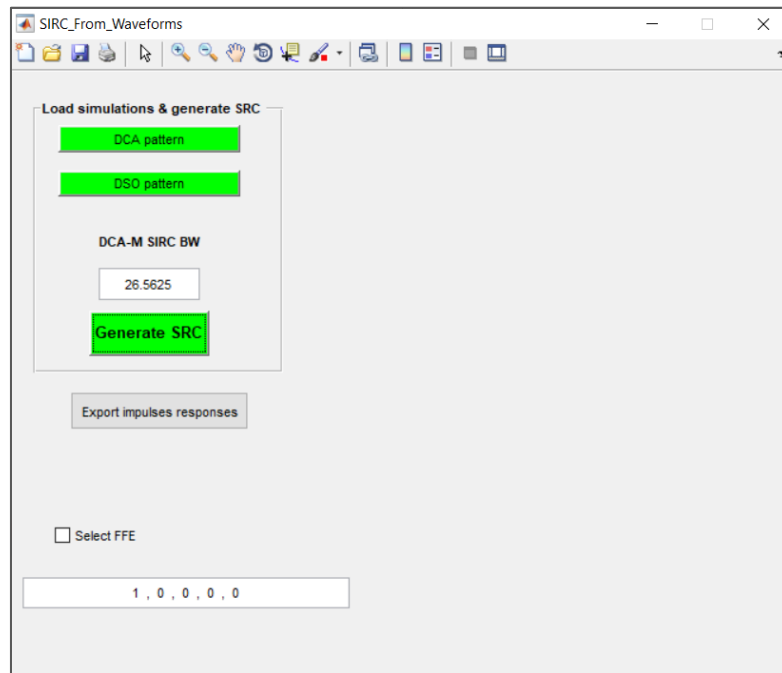 SIRC_From_Waveforms
Load simulations & generate SRC
DCA pattern
DSO pattern
DCA-M SIRC BW
26.5625
Generate SRC
Export impulses responses
Select FFE
1 , 0 , 0 , 0 , 0